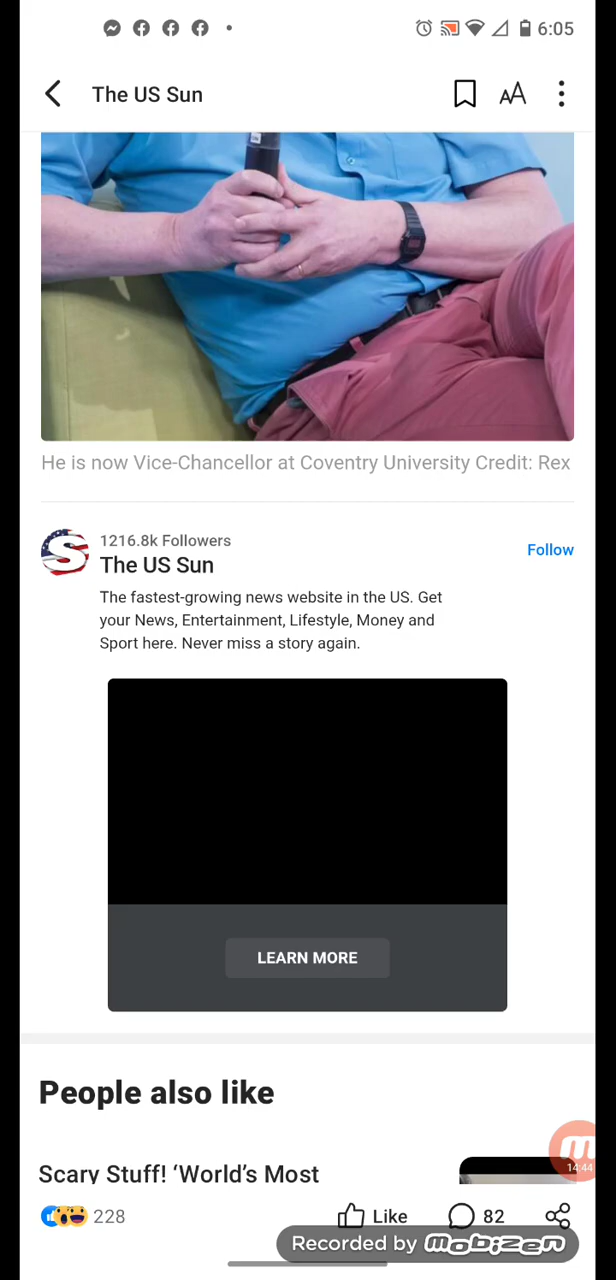 6:05
The US Sun
AA
He is now Vice-Chancellor at Coventry University Credit: Rex
1216.8k Followers
The US Sun
Follow
The fastest-growing news website in the US. Get
your News, Entertainment, Lifestyle, Money and
Sport here. Never miss a story again.
LEARN MORE
People also like
Scary Stuff! ‘World’s Most
14:44
228
Like
82
Recorded by mobizen